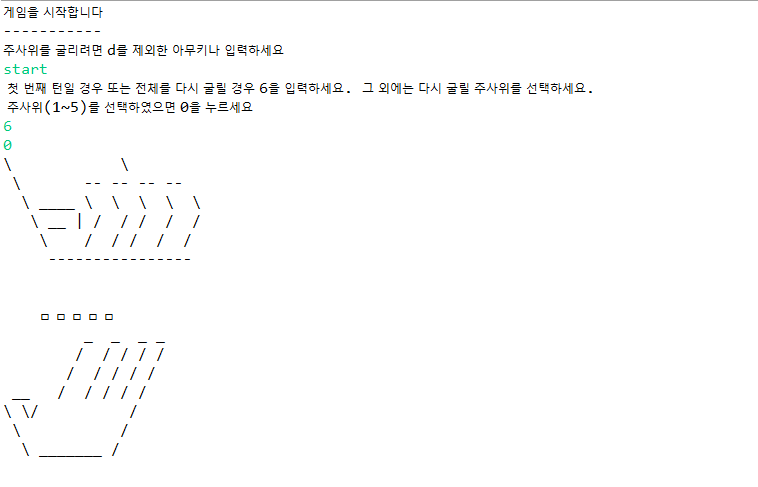 게임을 시작합니다
-----------
주사위를 굴리려면 d를 제외한 아무키나 입력하세요
start
첫 번째 턴일 경우 또는 전체를 다시 굴릴 경우 6을 입력하세요. 그 외에는 다시 굴릴 주사위를 선택하세요.
주사위(1~5)를 선택하였으면 0을 누르세요
6
0